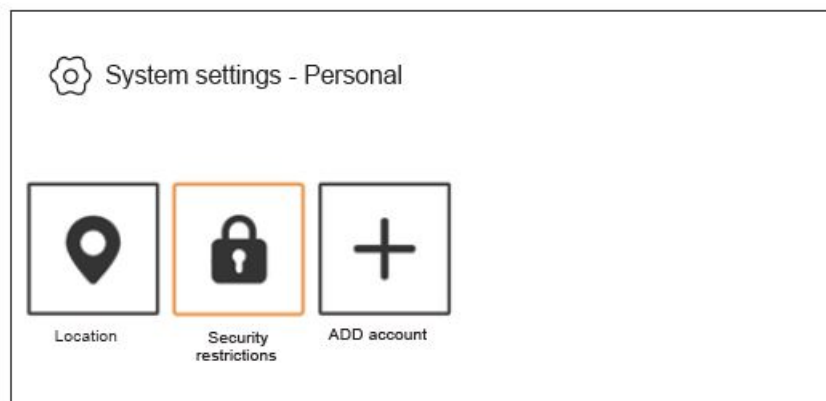 System settings - Personal
Location
Security
restrictions
ADD account